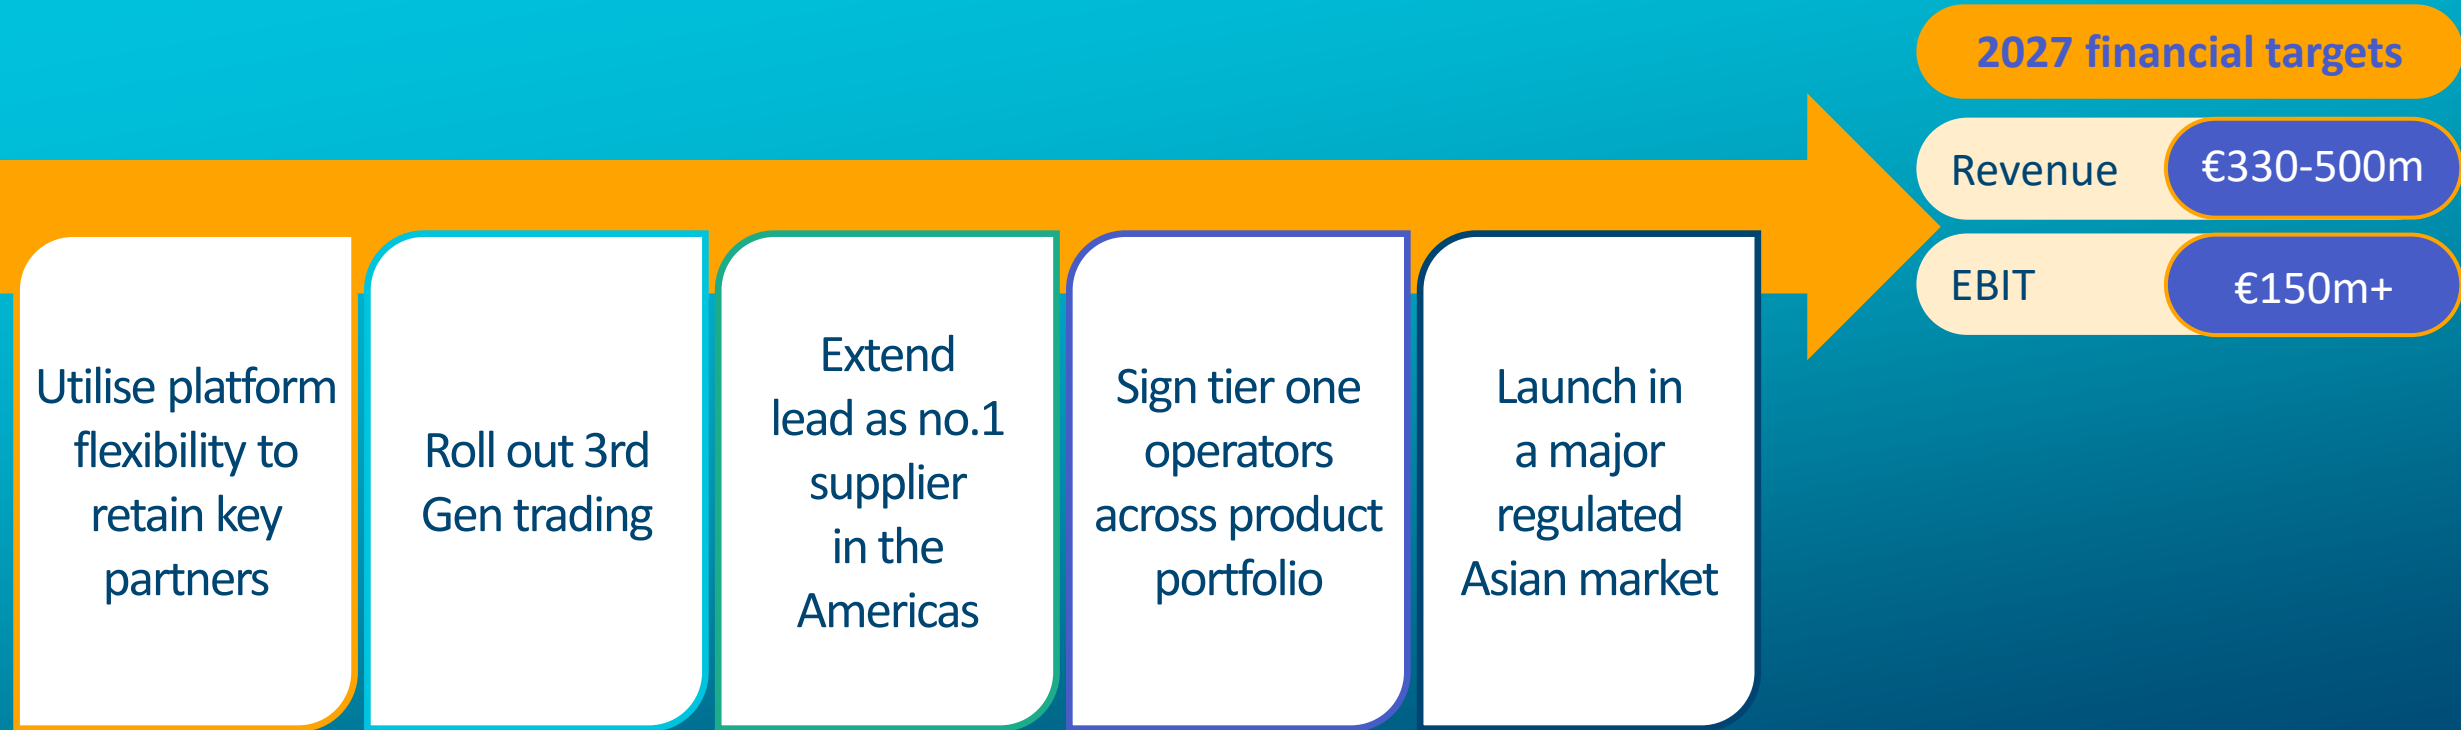 2027 financial targets
Revenue
€330-500m
EBIT
€150m+
Utilise platform
flexibility to
retain key
partners
Roll out 3rd
Gen trading
Extend
lead as no.1
supplier
in the
Americas
Sign tier one
operators
across product
portfolio
Launch in
a major
regulated
Asian market